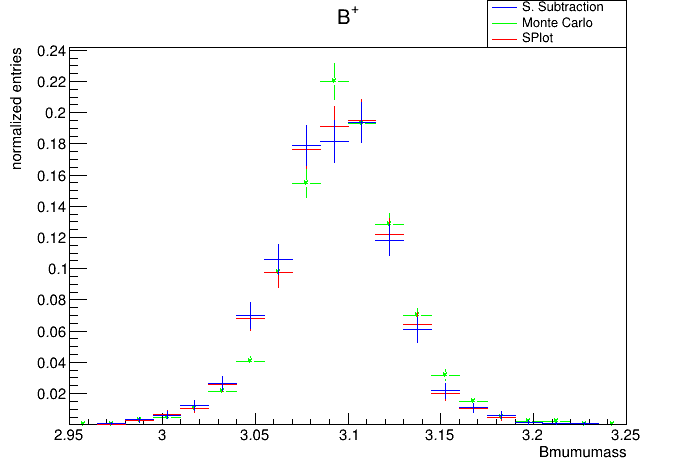 B+
S. Subtraction
Monte Carlo
SPlot
normalized entries
0.24
0.22
0.2
0.18
0.16
0.14
0.12
0.1
0.08
0.06
0.04
0.02
2.95 3 3.05 3.1 3.15 3.2 3.25
Bmumumass